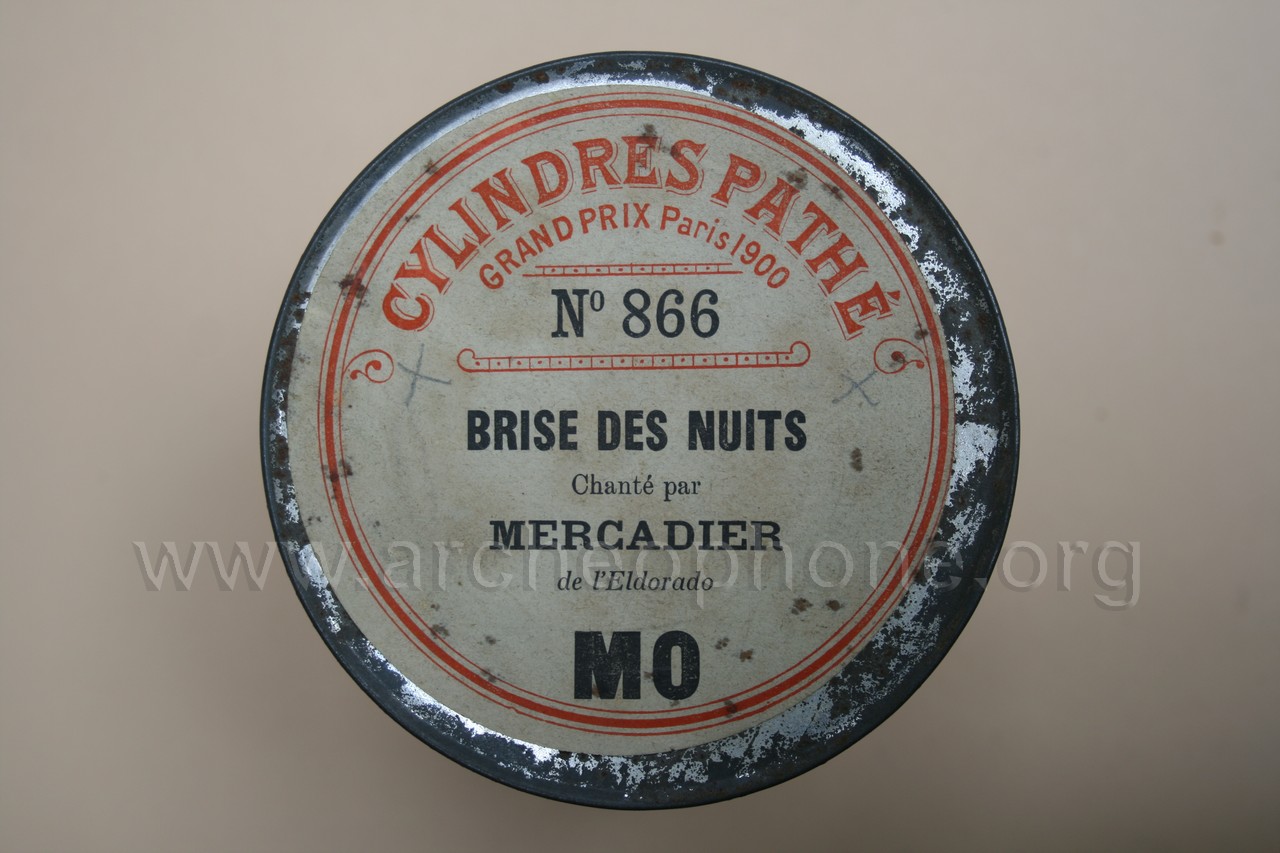 CYLINDRES PATHÉ
GRAND PRIX Paris 1900
Nº 866
BRISE DES NUITS
Chanté par
MERCADIER
www.archeophone.org
de l'Eldorado
MO